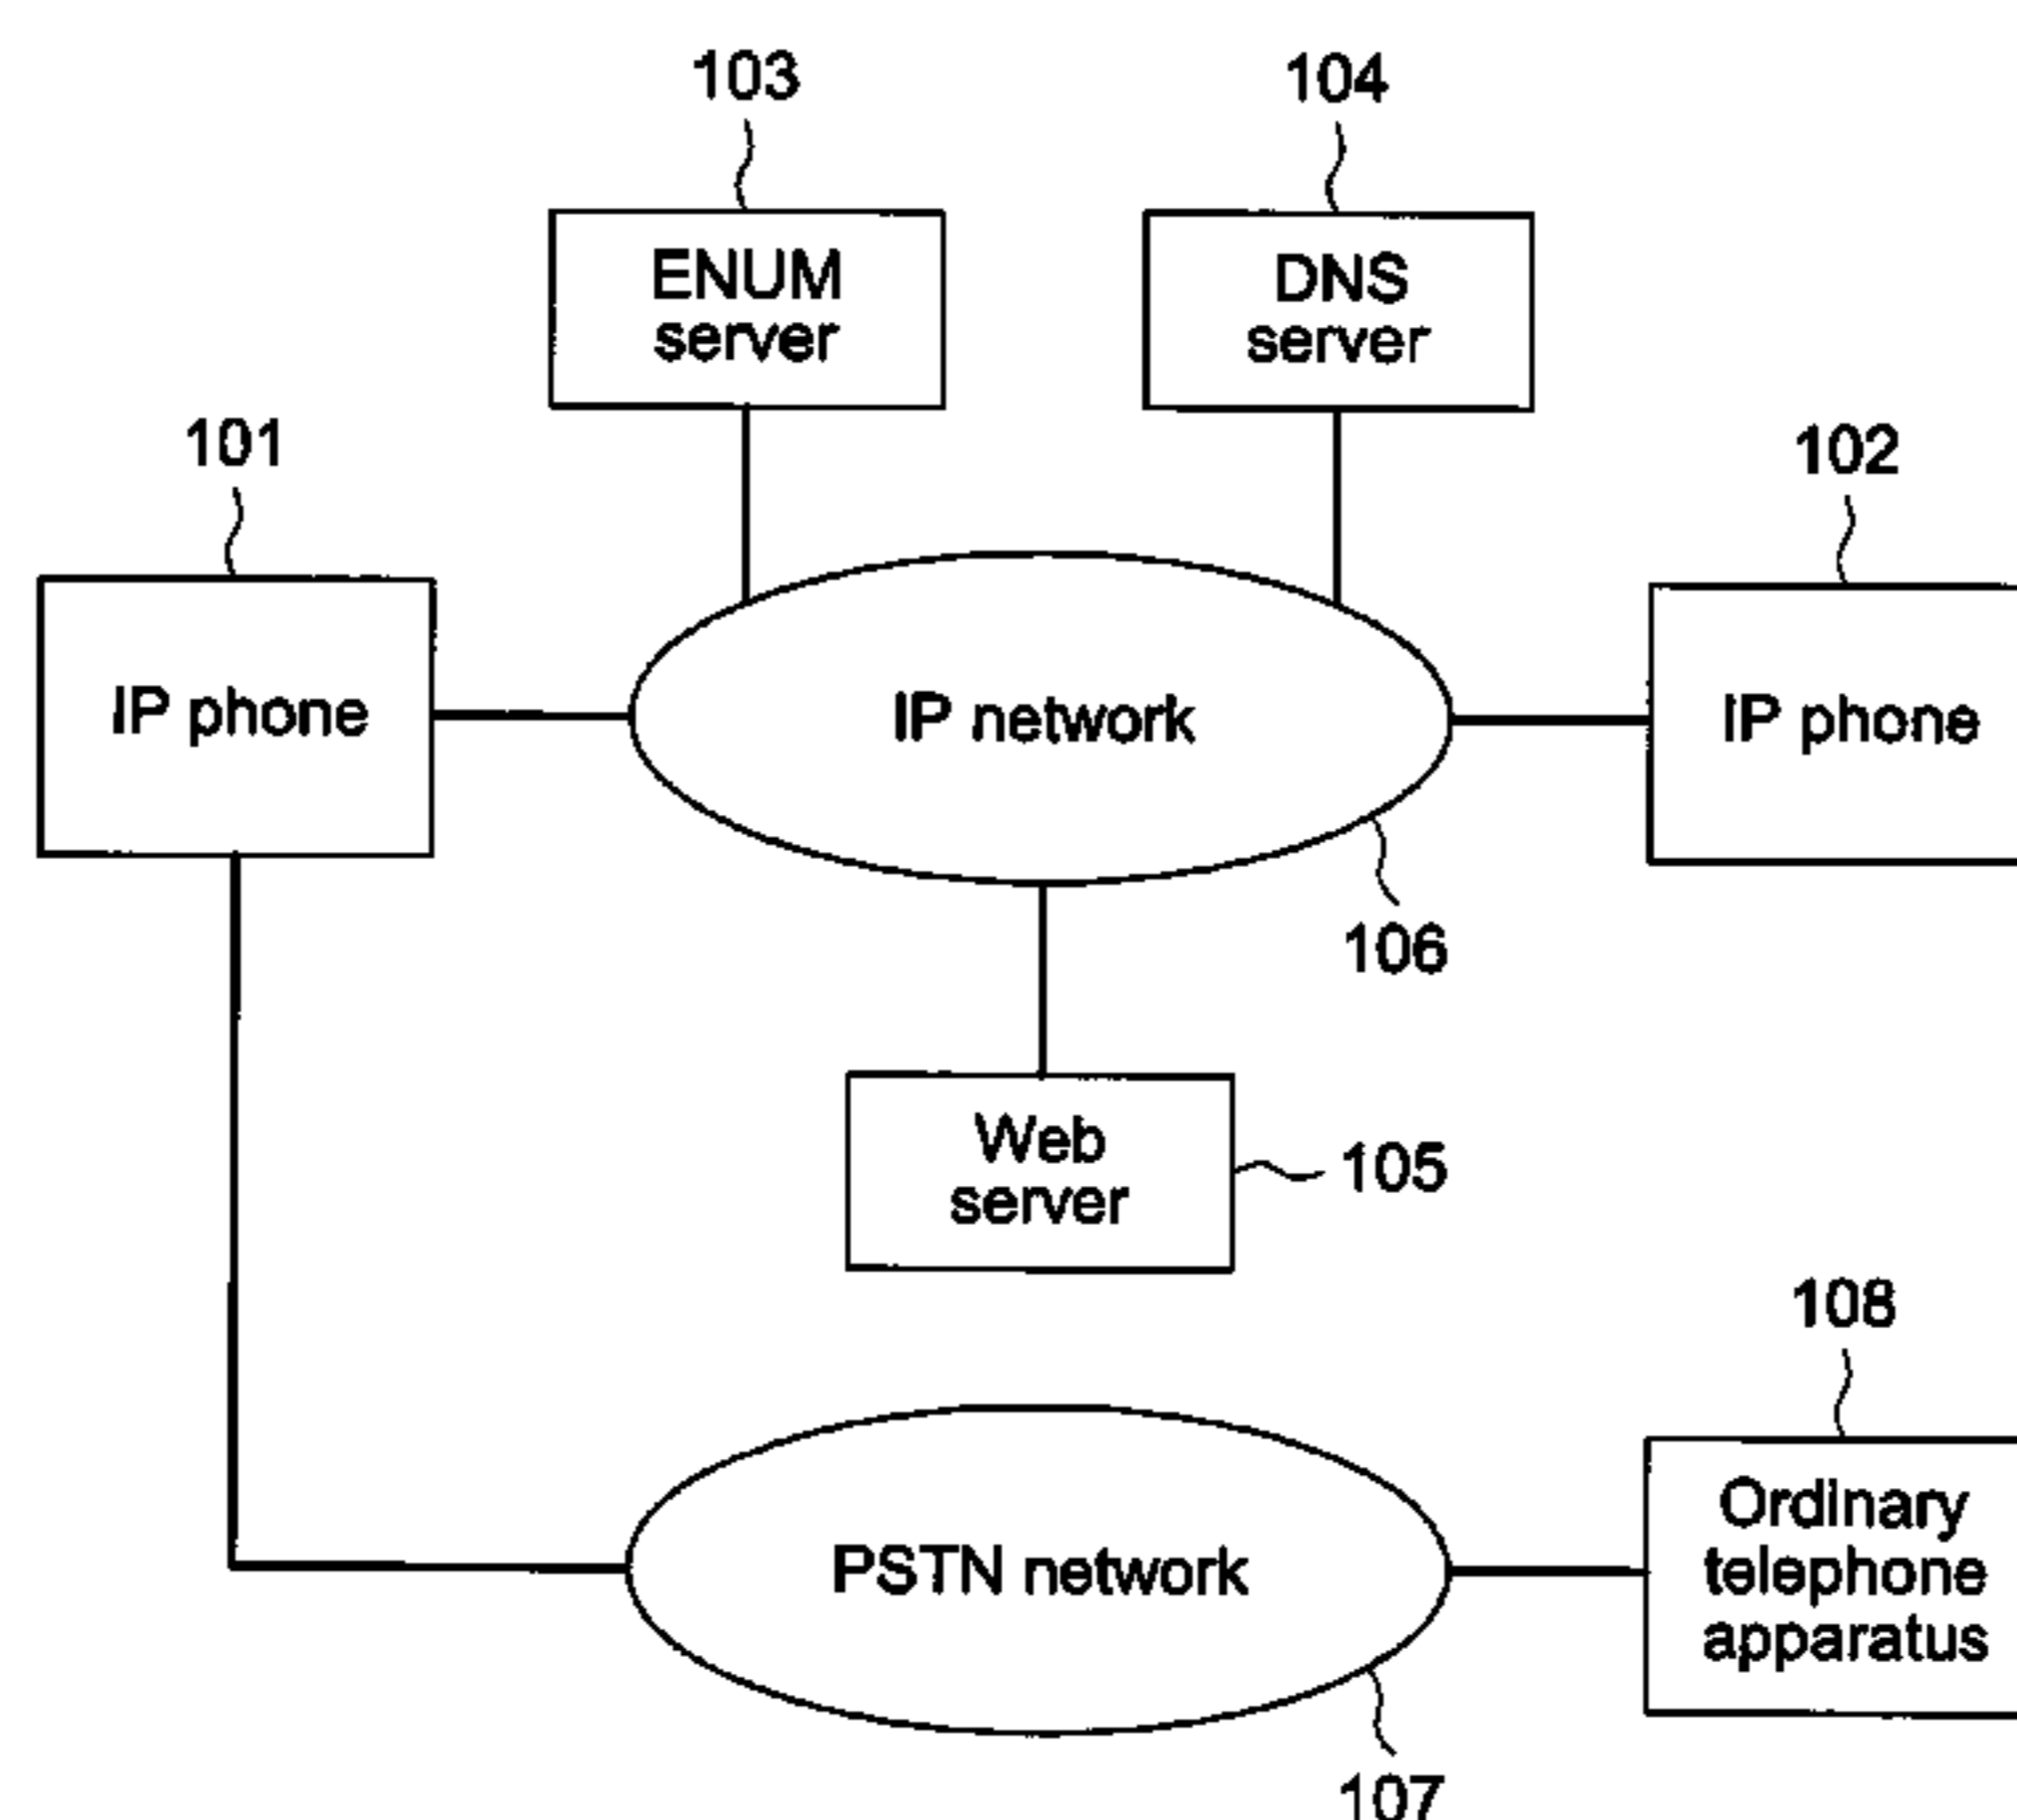 103
104
ENUM
server
DNS
server
101
102
IP phone
IP network
IP phone
106
Web
server
105
108
PSTN network
Ordinary
telephone
apparatus
107